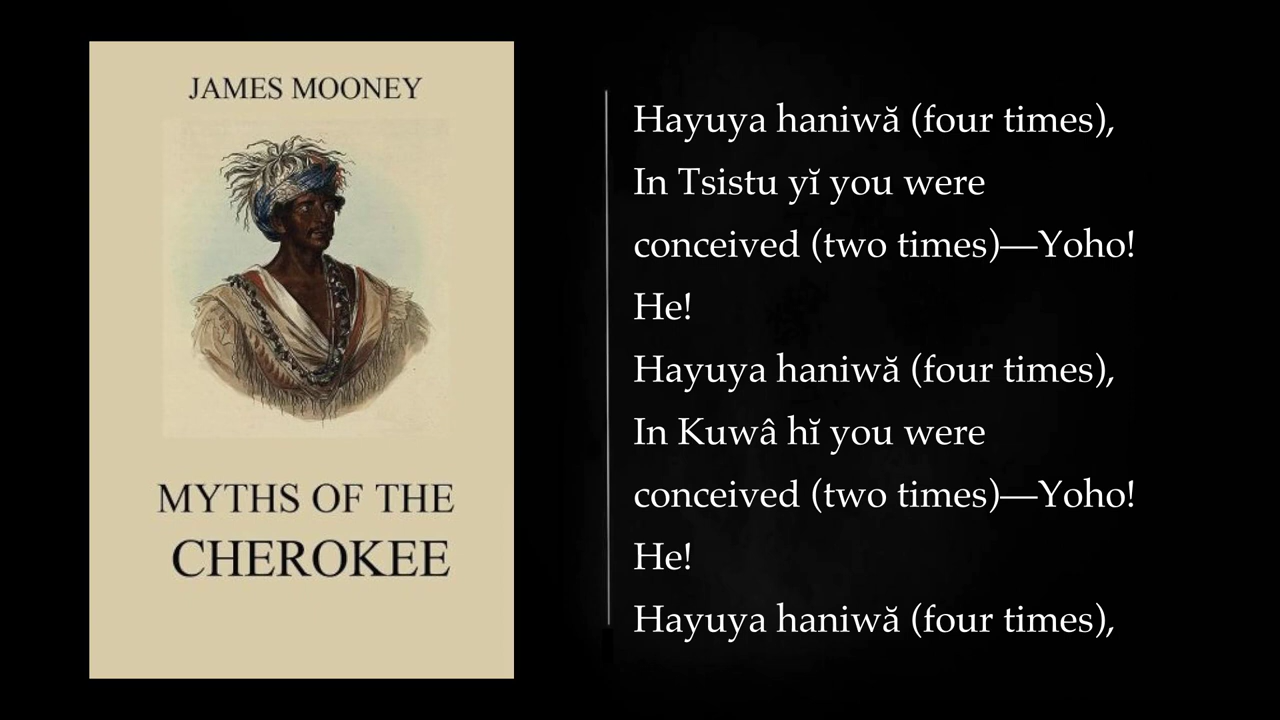 JAMES MOONEY
MYTHS OF THE
CHEROKEE
Hayuya haniwă (four times),
In Tsistu yĭ you were
conceived (two times)—Yoho!
He!
Hayuya haniwă (four times),
In Kuwâ hĭ you were
conceived (two times)—Yoho!
He!
Hayuya haniwă (four times),